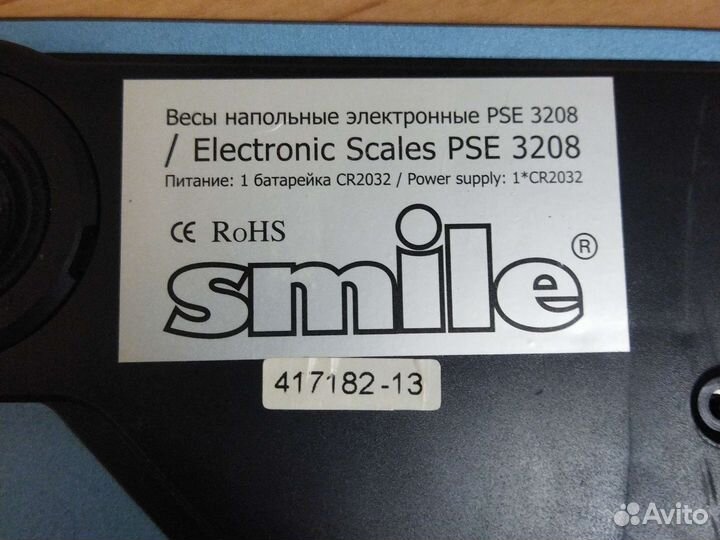 Весы напольные электронные PSE 3208
/ Electronic Scales PSE 3208
Питание: 1 батарейка CR2032 / Power supply: 1*CR2032
CE RoHS
smile ®
417182-13
Avito